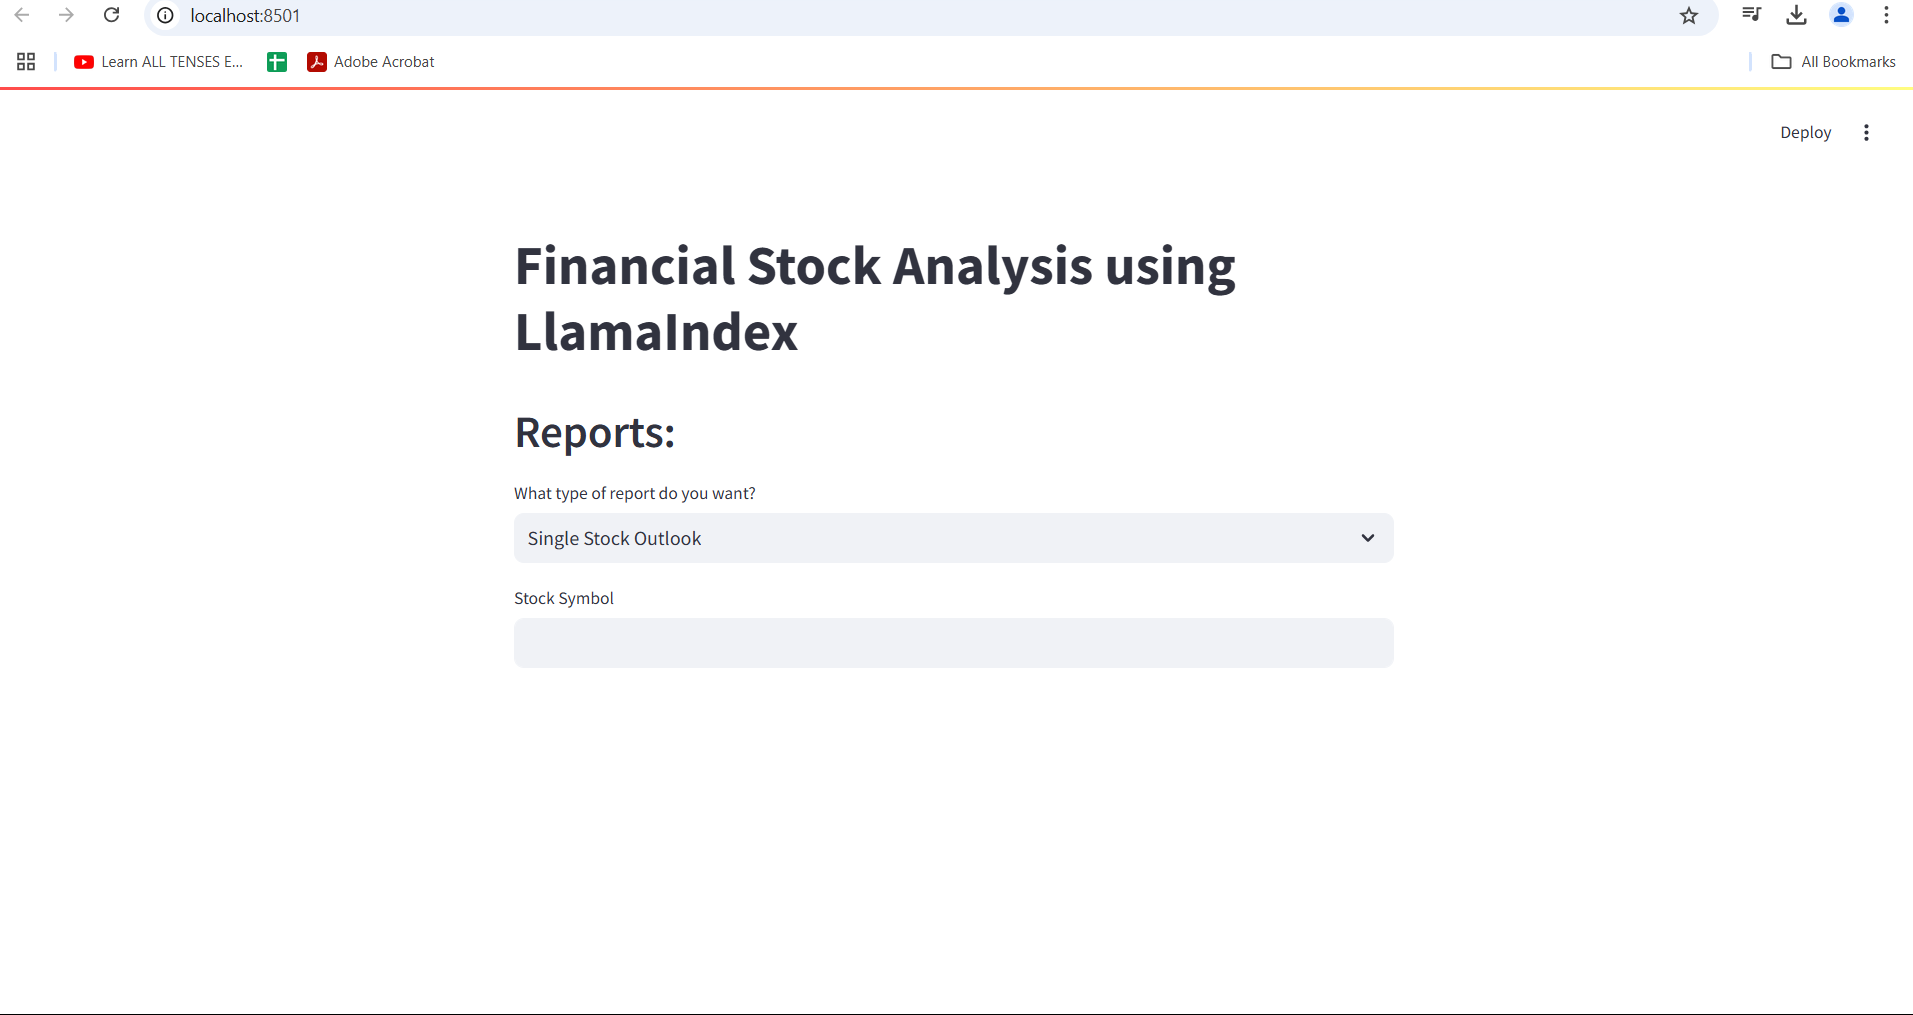 localhost:8501
Learn ALL TENSES E...
Adobe Acrobat
All Bookmarks
Deploy
Financial Stock Analysis using
LlamaIndex
Reports:
What type of report do you want?
Single Stock Outlook
Stock Symbol